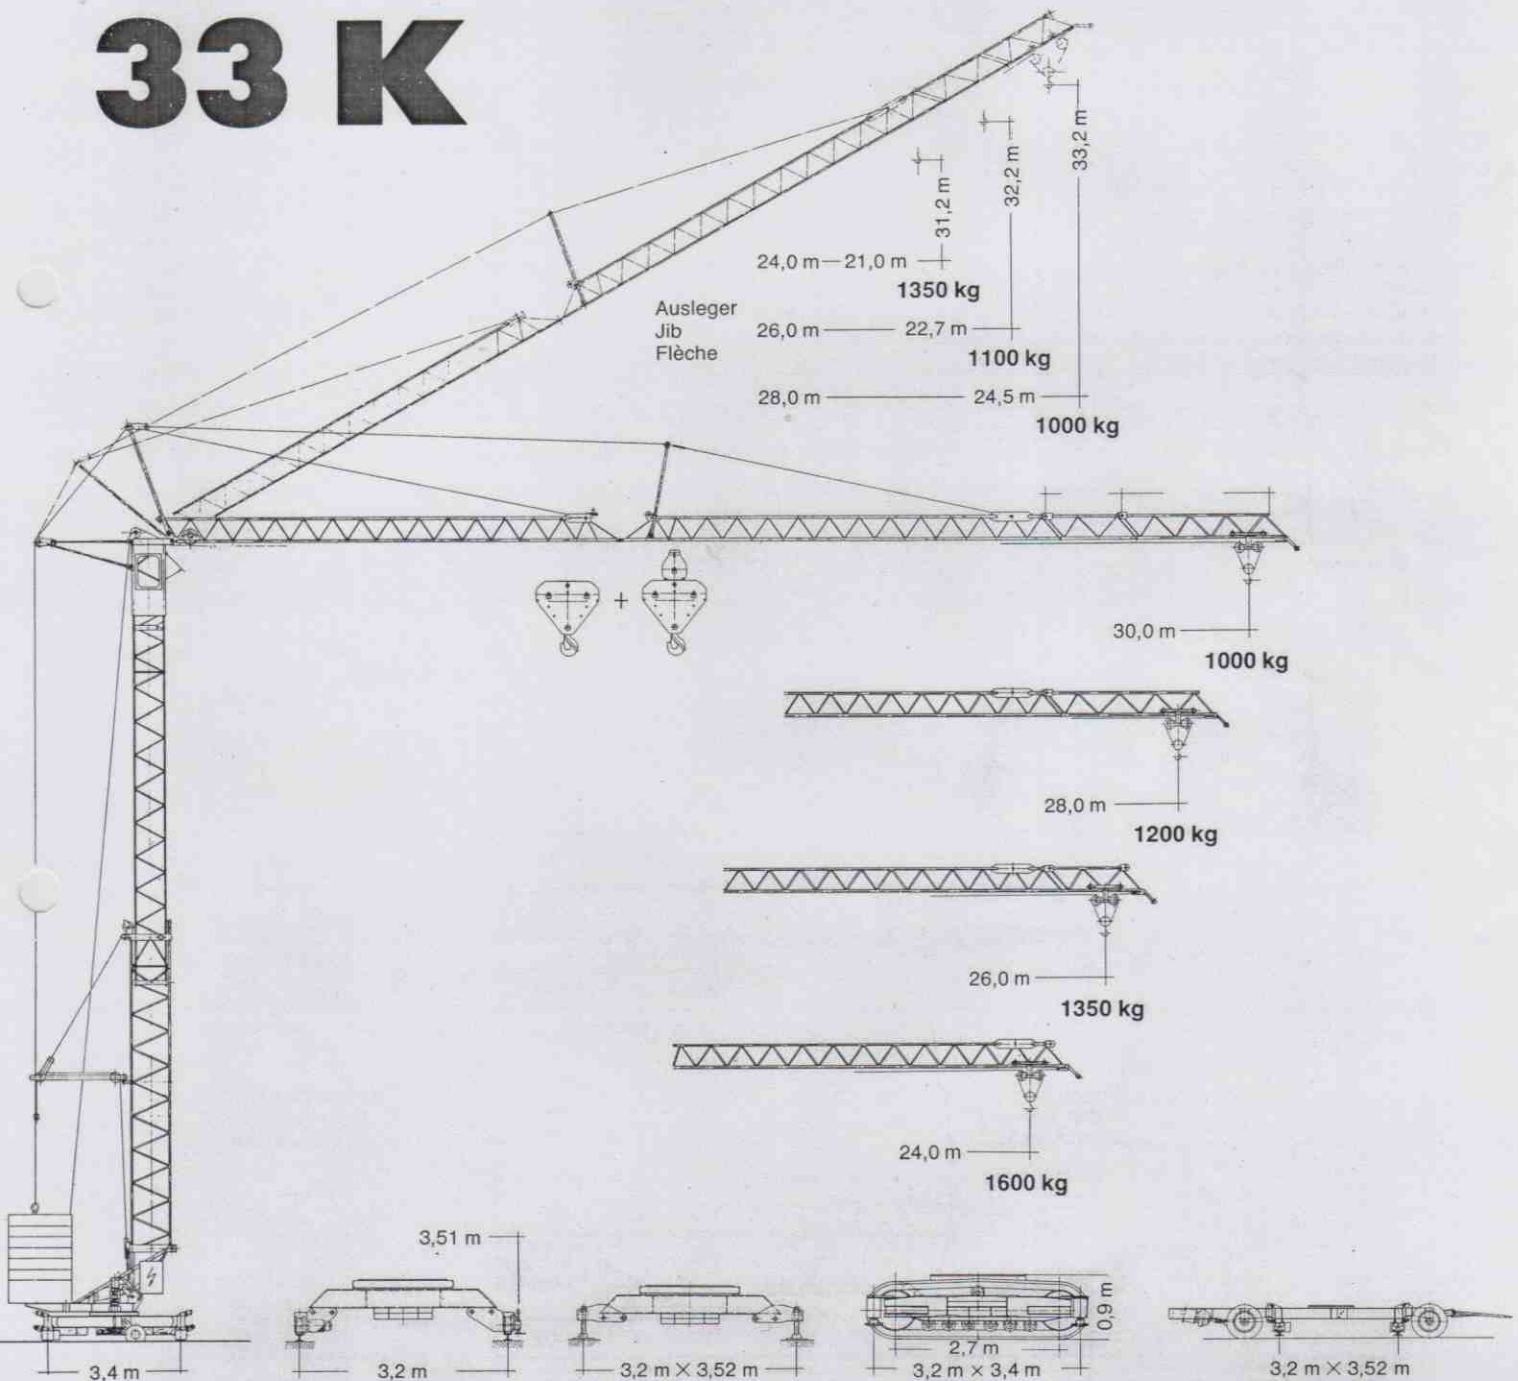 33 K
33,2 m
32,2 m
31,2 m
24,0 m 21,0 m
1350 kg
Ausleger
Jib
Flèche
26,0 m 22,7 m
1100 kg
28,0 m 24,5 m
1000 kg
+
30,0 m
1000 kg
28,0 m
1200 kg
26,0 m
1350 kg
24,0 m
1600 kg
3,51 m
0,9 m
2,7 m
3,4 m
3,2 m
3,2 m × 3,52 m
3,2 m × 3,4 m
3,2 m × 3,52 m